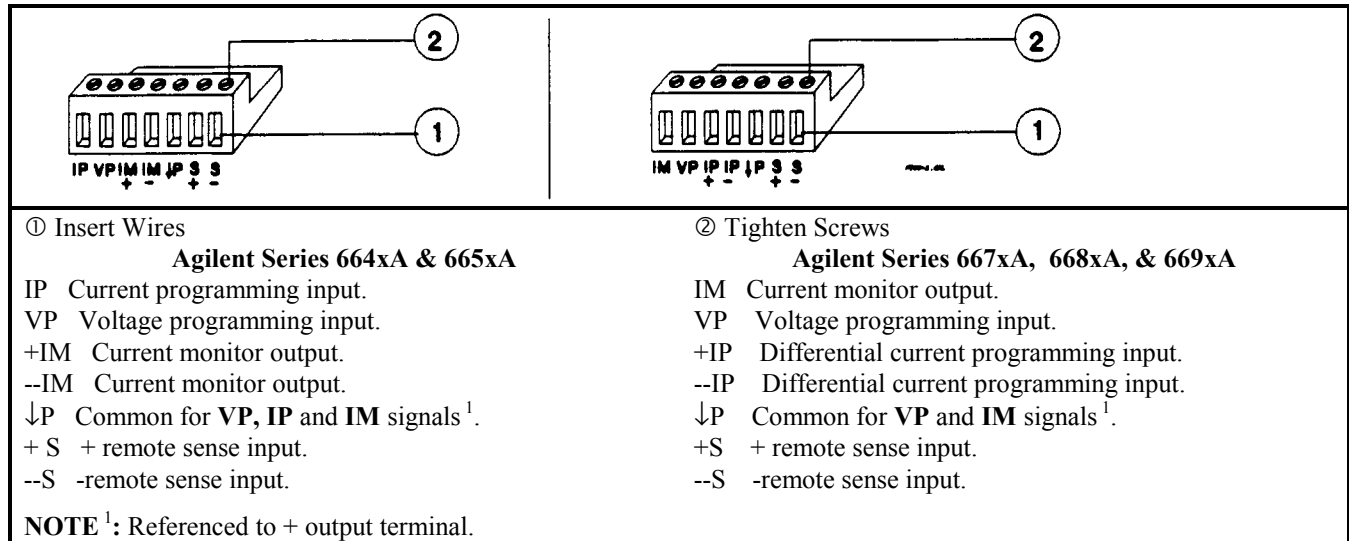 2
2
1
1
IP VP IM IM ↓P S S
+ - + -
IM VP IP IP ↓P S S
+ - + -
① Insert Wires
Agilent Series 664xA & 665xA
IP Current programming input.
VP Voltage programming input.
+IM Current monitor output.
--IM Current monitor output.
↓P Common for VP, IP and IM signals ¹.
+ S + remote sense input.
--S -remote sense input.
NOTE ¹: Referenced to + output terminal.
② Tighten Screws
Agilent Series 667xA, 668xA, & 669xA
IM Current monitor output.
VP Voltage programming input.
+IP Differential current programming input.
--IP Differential current programming input.
↓P Common for VP and IM signals ¹.
+S + remote sense input.
--S -remote sense input.